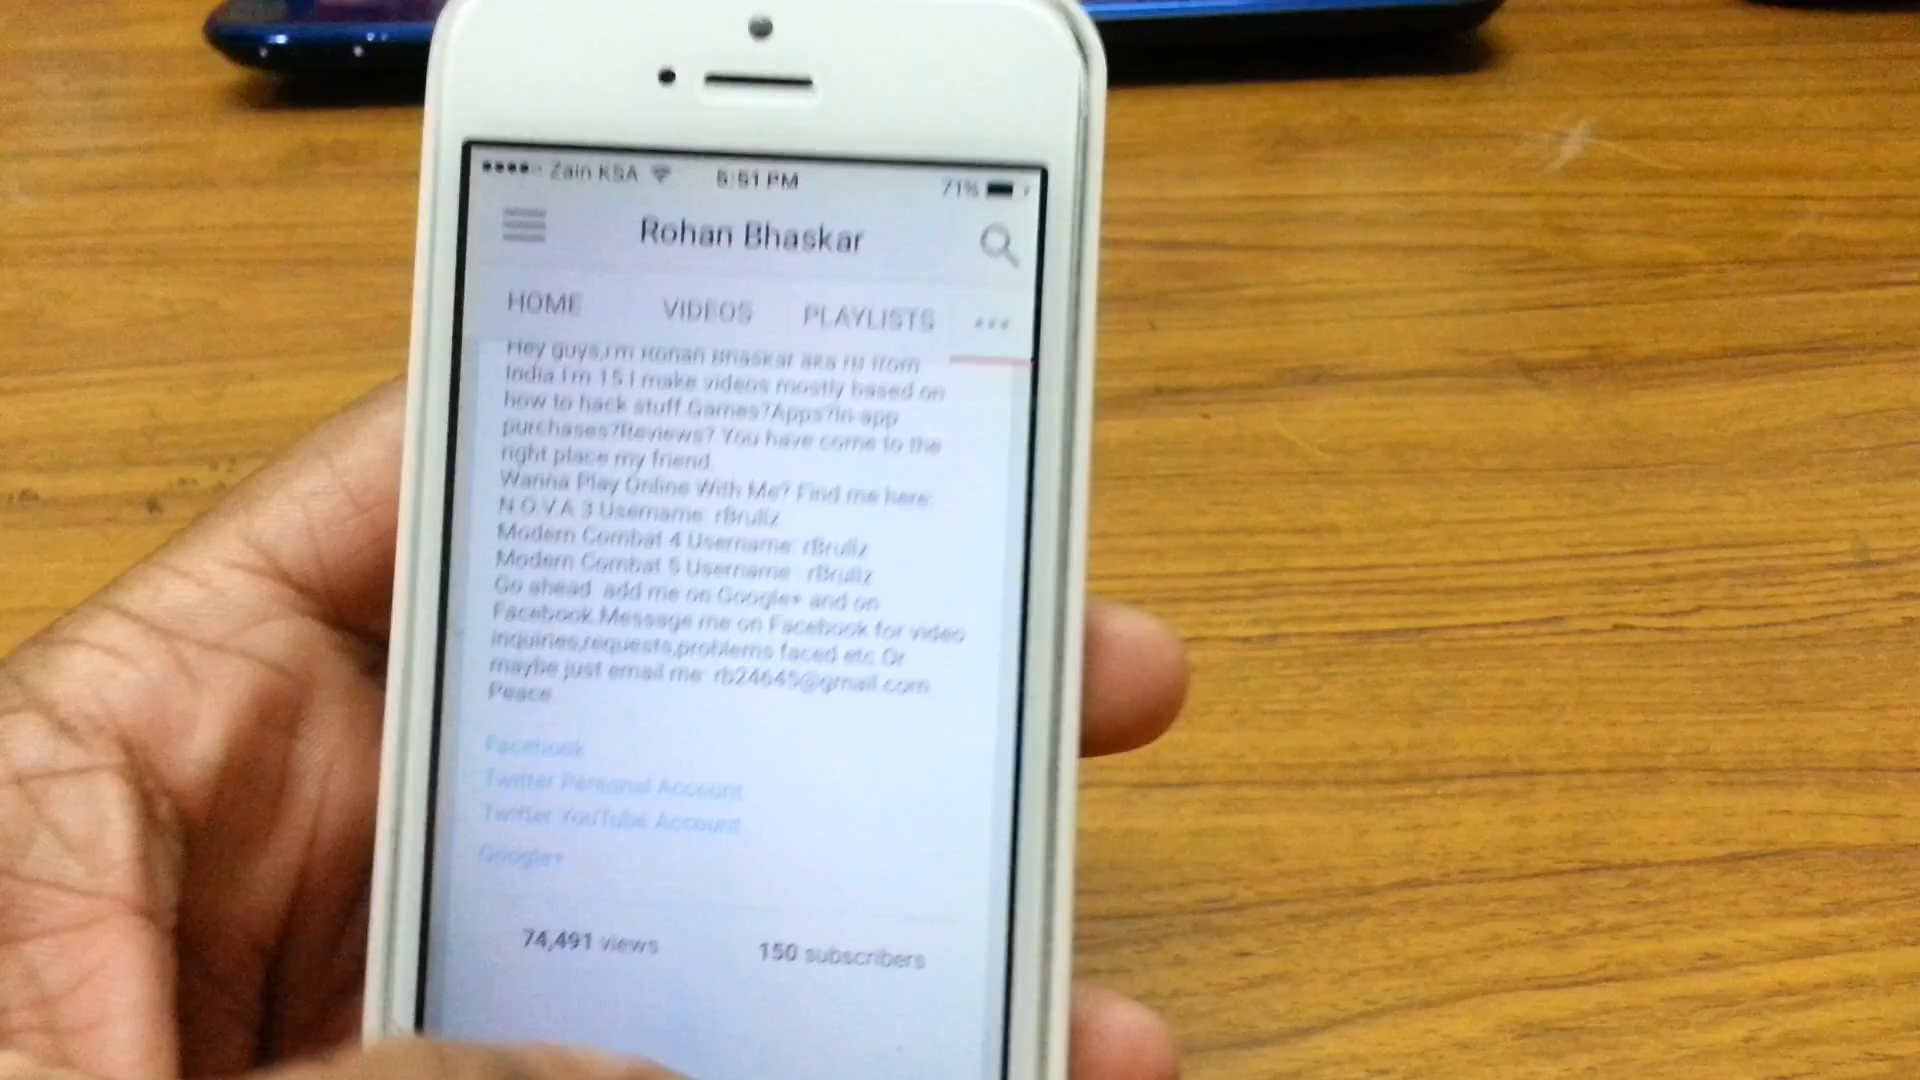 Zain KSA 5:51 PM 71%
Rohan Bhaskar
HOME VIDEOS PLAYLISTS
Hey guys,I'm Rohan Bhaskar aka rB from
India I'm 15.I make videos mostly based on
how to hack stuff.Games?Apps?In-app
purchases?Reviews? You have come to the
right place my friend.
Wanna Play Online With Me? Find me here:
N.O.V.A 3 Username: rBrullz
Modern Combat 4 Username: rBrullz
Modern Combat 5 Username : rBrullz
Go ahead add me on Google+ and on
Facebook.Message me on Facebook for video
inquiries,requests,problems faced etc.Or
maybe just email me: rb24645@gmail.com
Peace
Facebook
Twitter Personal Account
Twitter YouTube Account
Google+
74,491 views 150 subscribers